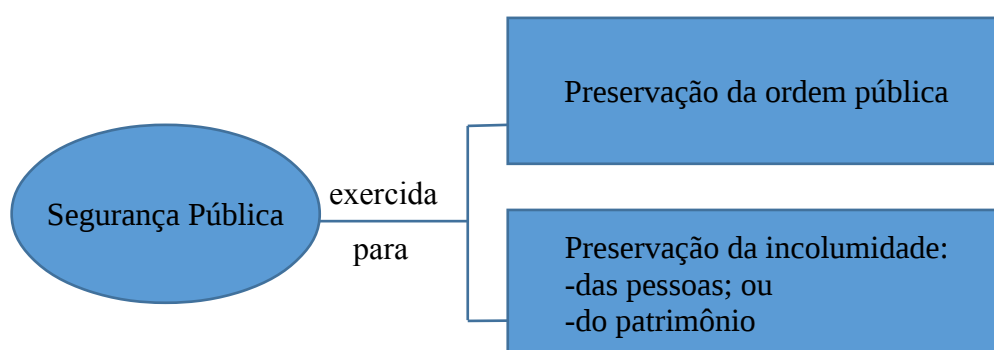 Segurança Pública
exercida
para
Preservação da ordem pública
Preservação da incolumidade:
-das pessoas; ou
-do patrimônio